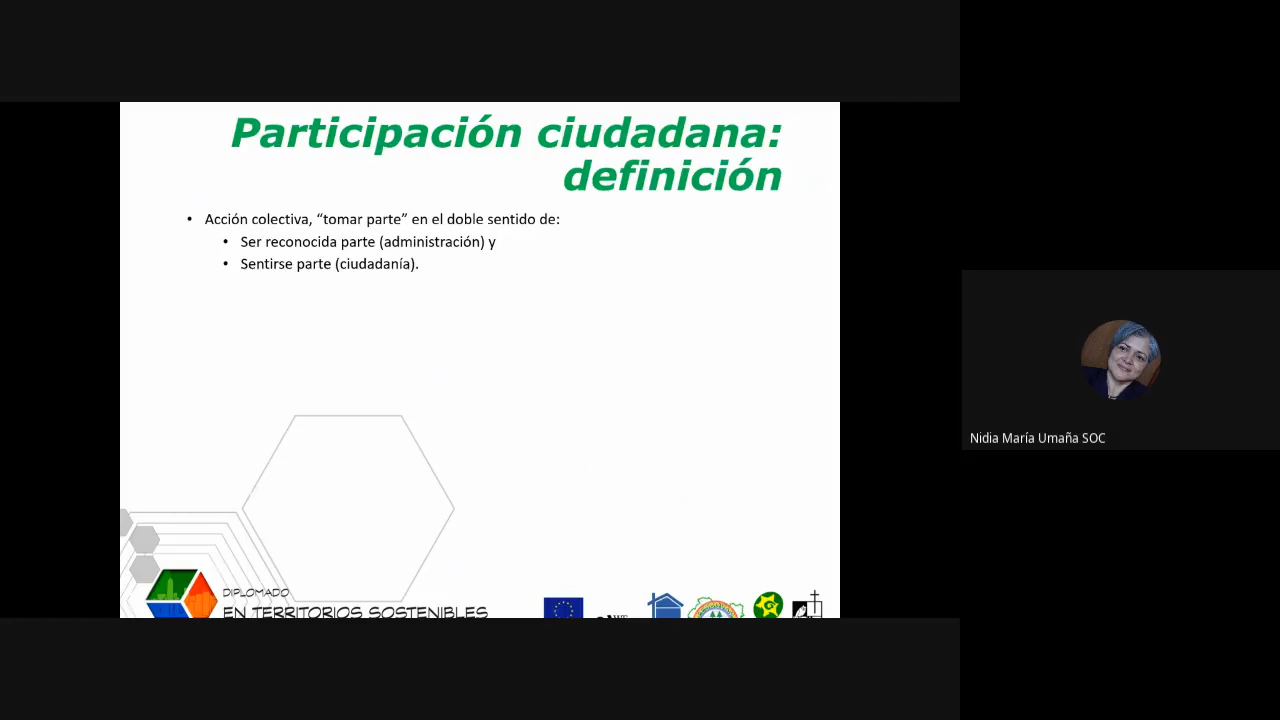 Participación ciudadana:
definición
• Acción colectiva, “tomar parte” en el doble sentido de:
• Ser reconocida parte (administración) y
• Sentirse parte (ciudadanía).
DIPLOMADO
EN TERRITORIOS SOSTENIBLES
Nidia María Umaña SOC